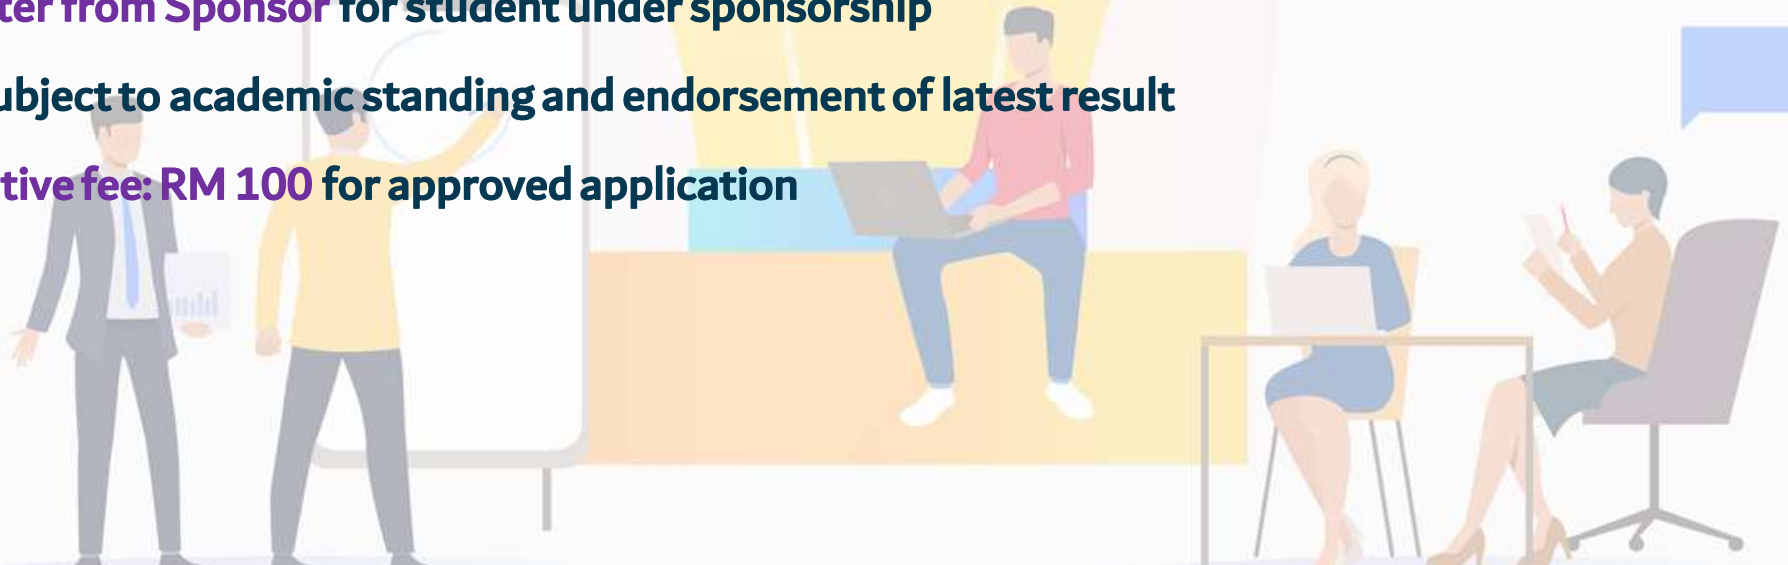 ter from Sponsor for student under sponsorship
ubject to academic standing and endorsement of latest result
tive fee: RM 100 for approved application